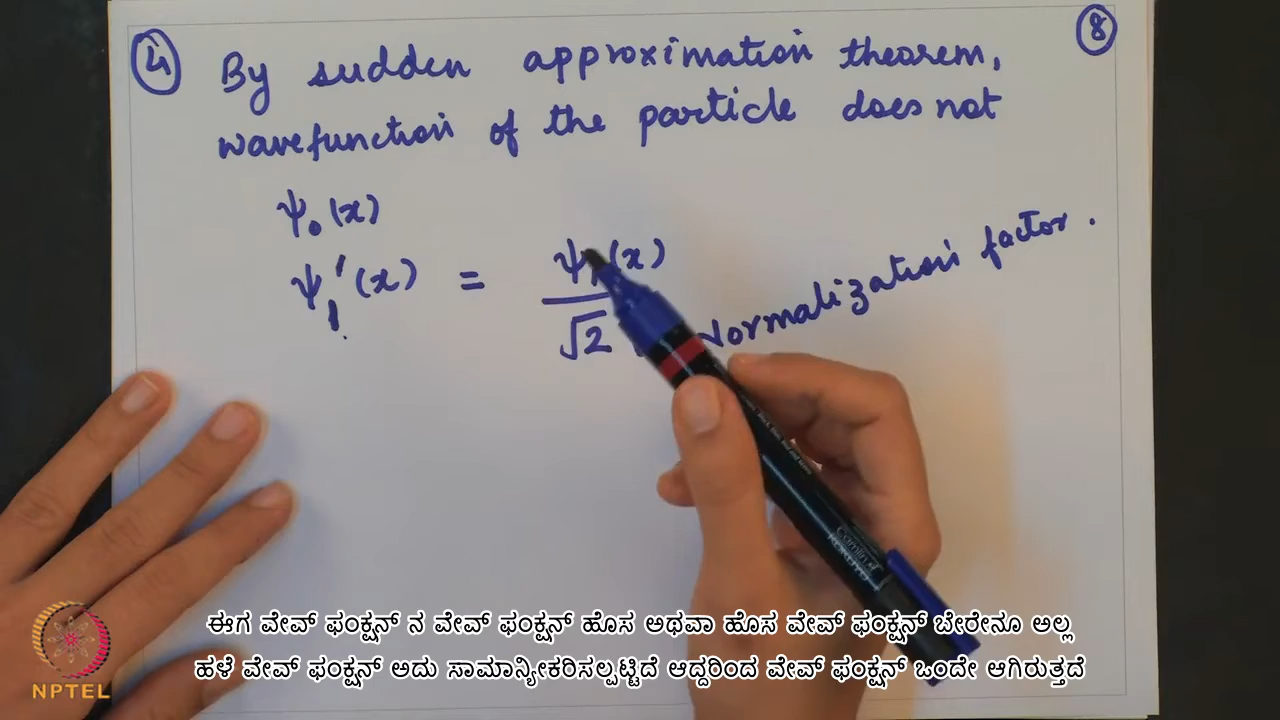 ④ By sudden approximation theorem, ⑧
wavefunction of the particle does not
ψ₀(x)
ψ₁'(x) = ψ₁(x) / √2 Normalization factor.
ಈಗ ವೇವ್ ಫಂಕ್ಷನ್ ನ ವೇವ್ ಫಂಕ್ಷನ್ ಹೊಸ ಅಥವಾ ಹೊಸ ವೇವ್ ಫಂಕ್ಷನ್ ಬೇರೇನೂ ಅಲ್ಲ
ಹಳೆ ವೇವ್ ಫಂಕ್ಷನ್ ಅದು ಸಾಮಾನ್ಯೀಕರಿಸಲ್ಪಟ್ಟಿದೆ ಆದ್ದರಿಂದ ವೇವ್ ಫಂಕ್ಷನ್ ಒಂದೇ ಆಗಿರುತ್ತದೆ
NPTEL